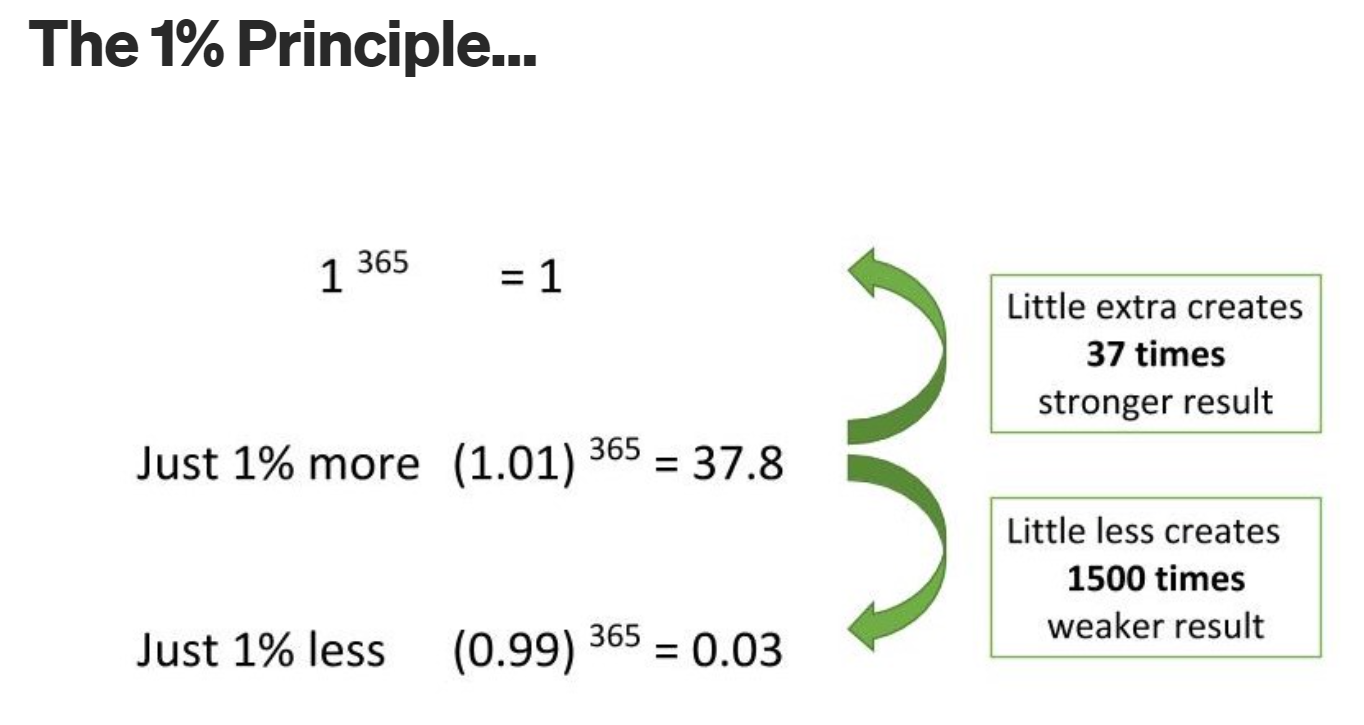 The 1% Principle...
1 ³⁶⁵ = 1
Little extra creates
37 times
stronger result
Just 1% more (1.01) ³⁶⁵ = 37.8
Little less creates
1500 times
weaker result
Just 1% less (0.99) ³⁶⁵ = 0.03